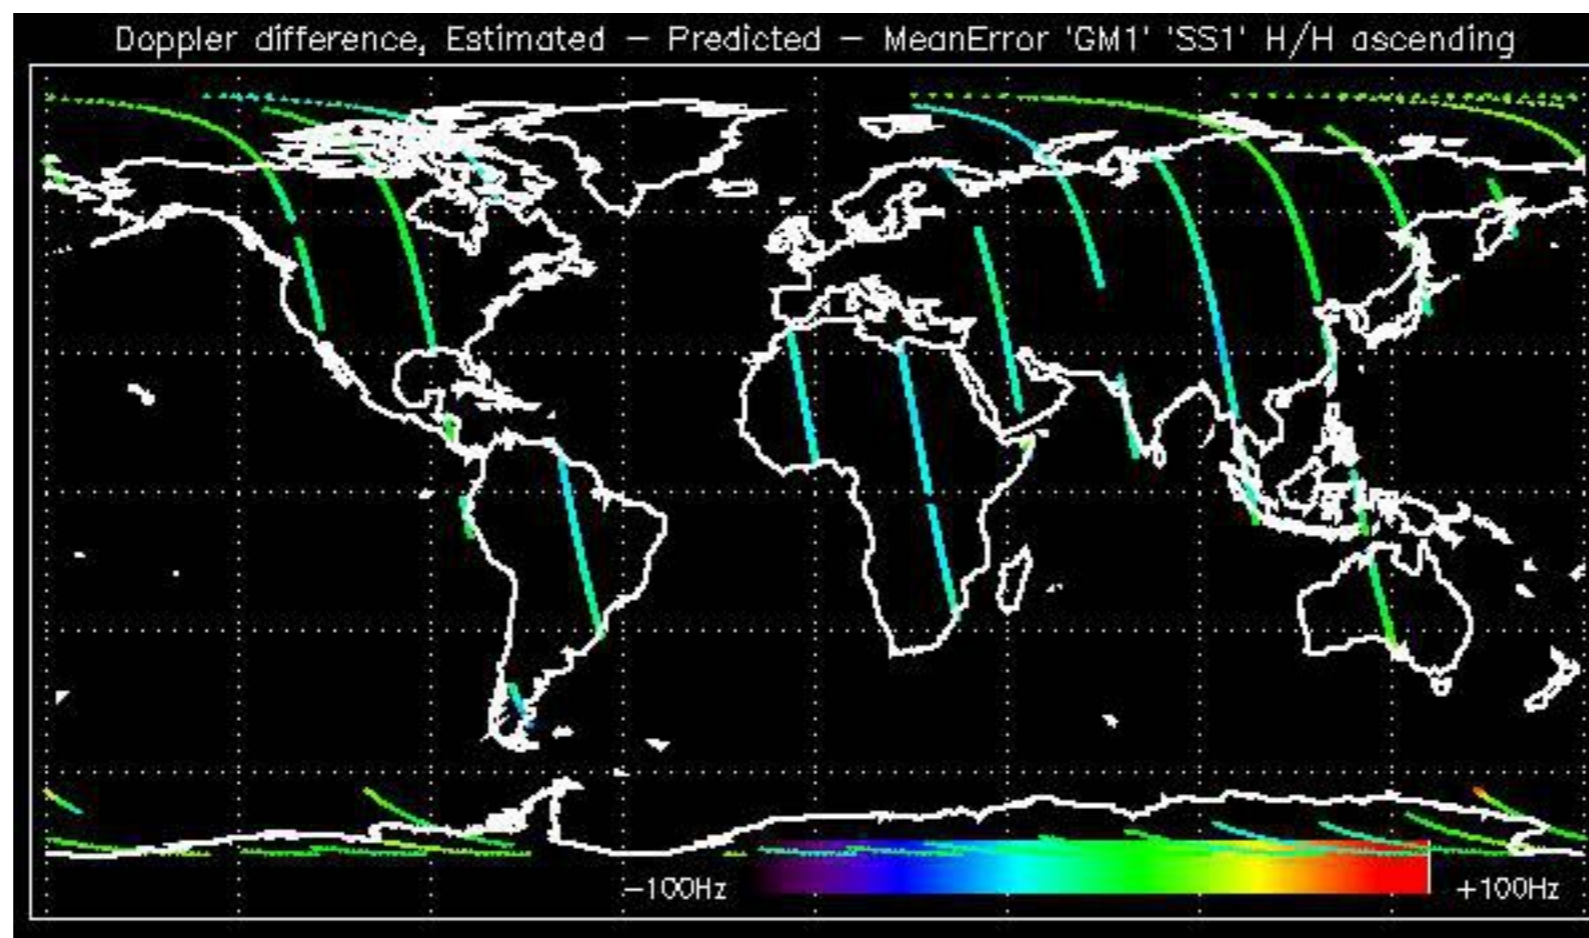 Doppler difference, Estimated – Predicted – MeanError 'GM1' 'SS1' H/H ascending
–100Hz
+100Hz